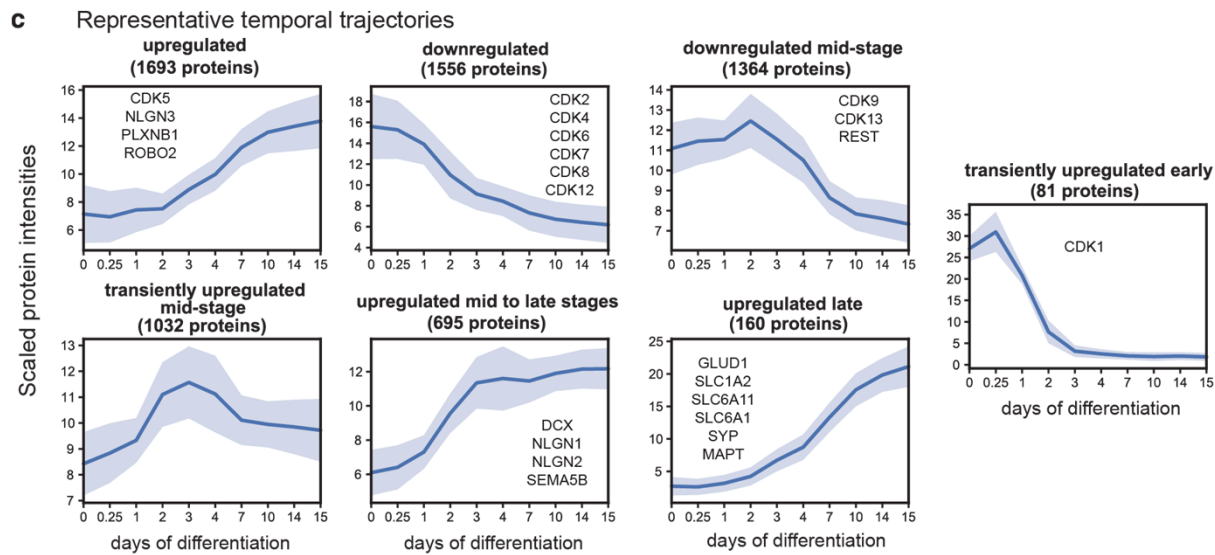 c Representative temporal trajectories
Scaled protein intensities
upregulated
(1693 proteins)
16
14
12
10
8
6
CDK5
NLGN3
PLXNB1
ROBO2
0 0.25 1 2 3 4 7 10 14 15
downregulated
(1556 proteins)
18
16
14
12
10
8
6
4
CDK2
CDK4
CDK6
CDK7
CDK8
CDK12
0 0.25 1 2 3 4 7 10 14 15
downregulated mid-stage
(1364 proteins)
14
13
12
11
10
9
8
7
CDK9
CDK13
REST
0 0.25 1 2 3 4 7 10 14 15
transiently upregulated early
(81 proteins)
35
30
25
20
15
10
5
0
CDK1
0 0.25 1 2 3 4 7 10 14 15
days of differentiation
transiently upregulated
mid-stage
(1032 proteins)
13
12
11
10
9
8
7
0 0.25 1 2 3 4 7 10 14 15
days of differentiation
upregulated mid to late stages
(695 proteins)
12
10
8
6
DCX
NLGN1
NLGN2
SEMA5B
0 0.25 1 2 3 4 7 10 14 15
days of differentiation
upregulated late
(160 proteins)
25
20
15
10
5
GLUD1
SLC1A2
SLC6A11
SLC6A1
SYP
MAPT
0 0.25 1 2 3 4 7 10 14 15
days of differentiation